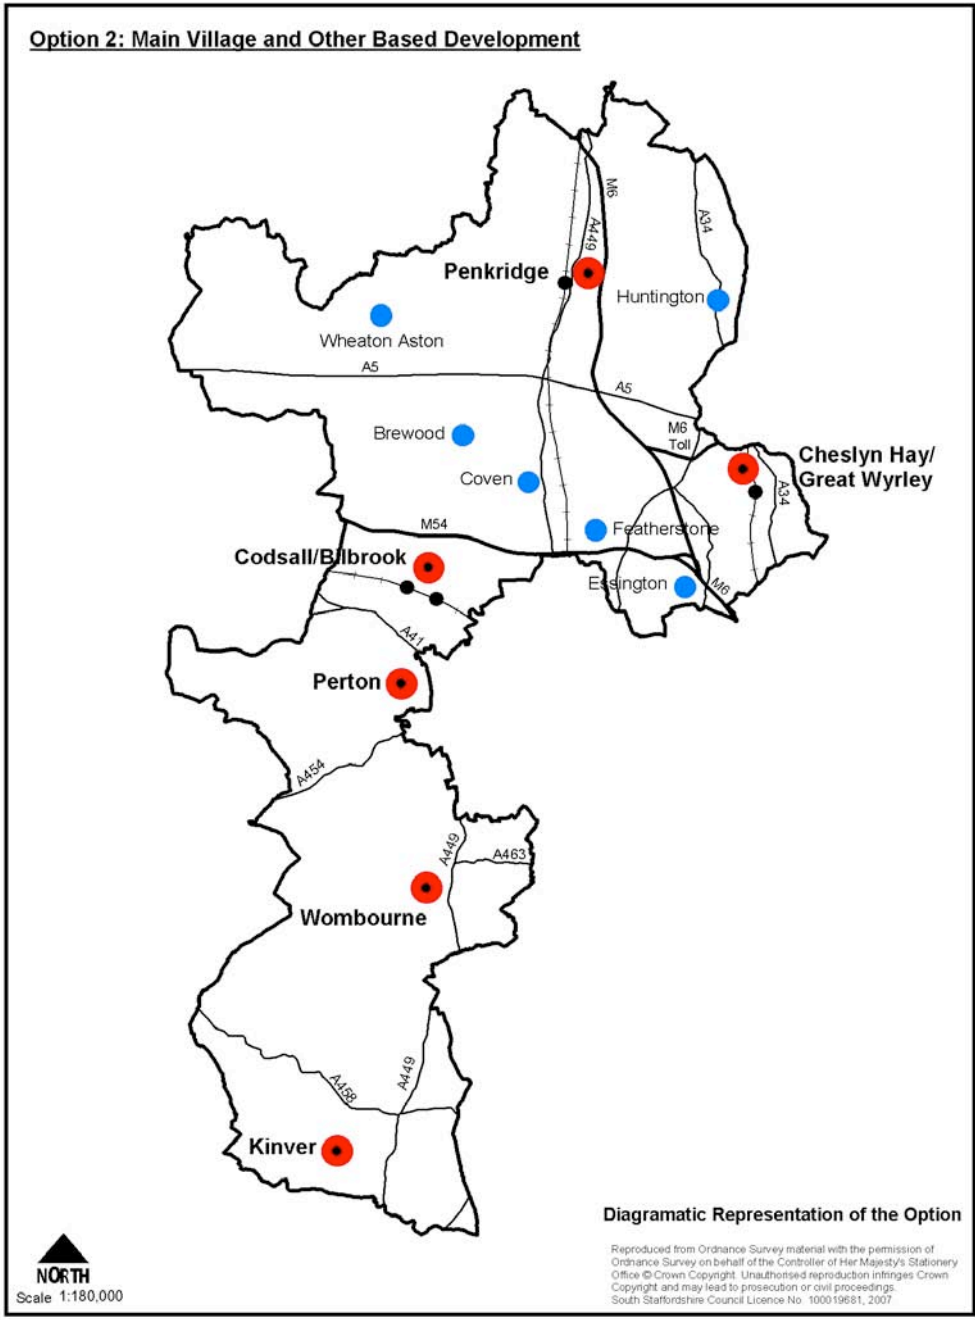 Option 2: Main Village and Other Based Development
M6
A449
A34
Penkridge
Huntington
Wheaton Aston
A5
A5
M6
Toll
Brewood
Cheslyn Hay/
Great Wyrley
Coven
A34
M54
Featherstone
Codsall/Bilbrook
Essington
M6
A41
Perton
A454
A449
A463
Wombourne
A449
A458
Kinver
Diagramatic Representation of the Option
Reproduced from Ordnance Survey material with the permission of
Ordnance Survey on behalf of the Controller of Her Majesty's Stationery
Office © Crown Copyright. Unauthorised reproduction infringes Crown
Copyright and may lead to prosecution or civil proceedings.
South Staffordshire Council Licence No. 100019681, 2007
NORTH
Scale 1:180,000